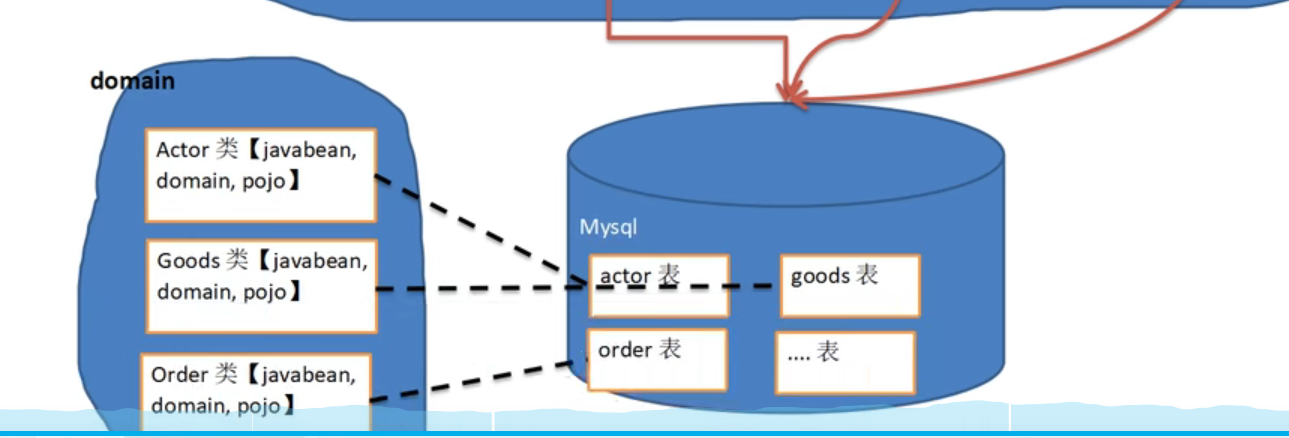 domain
Actor 类【javabean,
domain, pojo】
Goods 类【javabean,
domain, pojo】
Order 类【javabean,
domain, pojo】
Mysql
actor 表
goods 表
order 表
.... 表